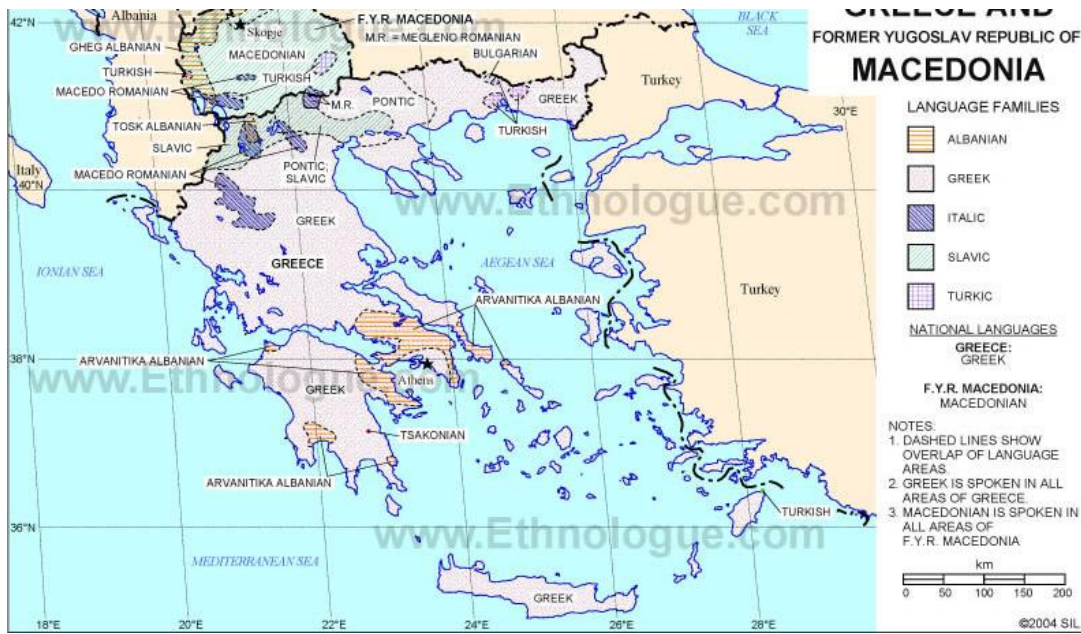 42°N
Albania
Skopje
F.Y.R. MACEDONIA
M.R. = MEGLENO ROMANIAN
BULGARIAN
BLACK
SEA
GREECE AND
FORMER YUGOSLAV REPUBLIC OF
MACEDONIA
www.Ethnologue.com
GHEG ALBANIAN
MACEDONIAN
TURKISH
TURKISH
MACEDO ROMANIAN
M.R.
PONTIC
GREEK
Turkey
30°E
TOSK ALBANIAN
SLAVIC
TURKISH
MACEDO ROMANIAN
PONTIC;
SLAVIC
Italy
40°N
www.Ethnologue.com
GREEK
IONIAN SEA
GREECE
AEGEAN SEA
Turkey
ARVANITIKA ALBANIAN
38°N
ARVANITIKA ALBANIAN
www.Ethnologue.com
GREEK
Athens
TSAKONIAN
ARVANITIKA ALBANIAN
TURKISH
36°N
www.Ethnologue.com
MEDITERRANEAN SEA
GREEK
18°E
20°E
22°E
24°E
26°E
28°E
LANGUAGE FAMILIES
ALBANIAN
GREEK
ITALIC
SLAVIC
TURKIC
NATIONAL LANGUAGES
GREECE:
GREEK
F.Y.R. MACEDONIA:
MACEDONIAN
NOTES:
1. DASHED LINES SHOW
OVERLAP OF LANGUAGE
AREAS.
2. GREEK IS SPOKEN IN ALL
AREAS OF GREECE.
3. MACEDONIAN IS SPOKEN IN
ALL AREAS OF
F.Y.R. MACEDONIA
km
0 50 100 150 200
©2004 SIL